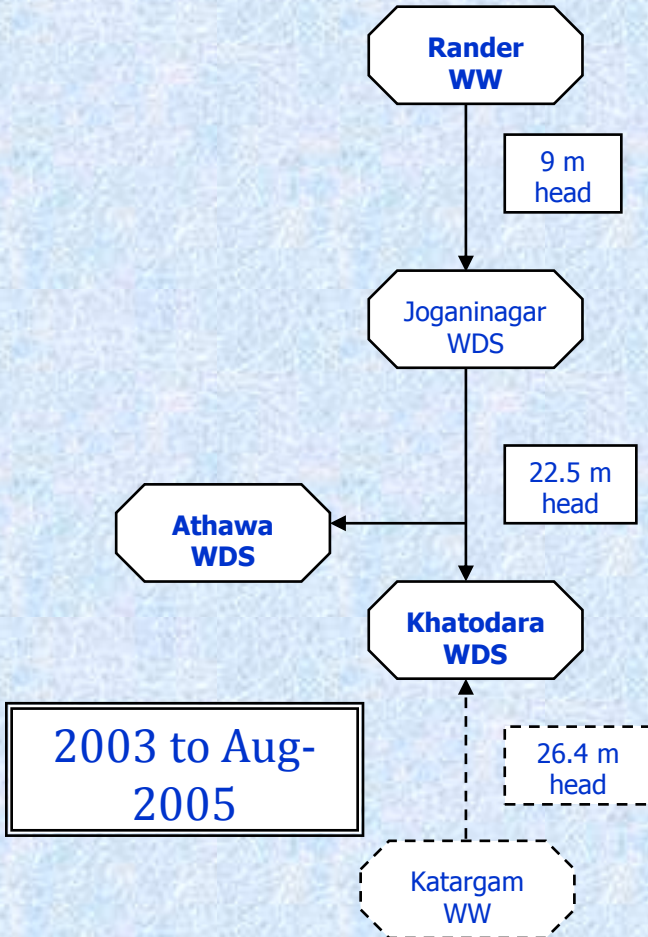 Rander
WW
9 m
head
Joganinagar
WDS
22.5 m
head
Athawa
WDS
Khatodara
WDS
2003 to Aug-
2005
26.4 m
head
Katargam
WW